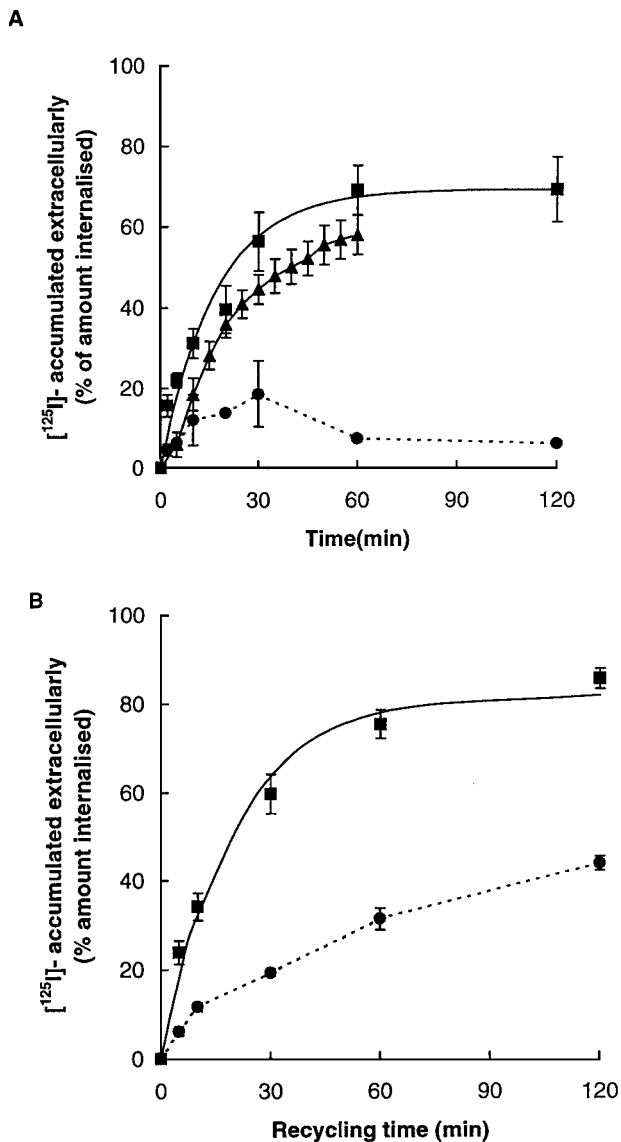 A
100
80
60
40
20
0
[¹²⁵I]- accumulated extracellularly
(% of amount internalised)
0 30 60 90 120
Time(min)
B
100
80
60
40
20
0
[¹²⁵I]- accumulated extracellularly
(% amount internalised)
0 30 60 90 120
Recycling time (min)